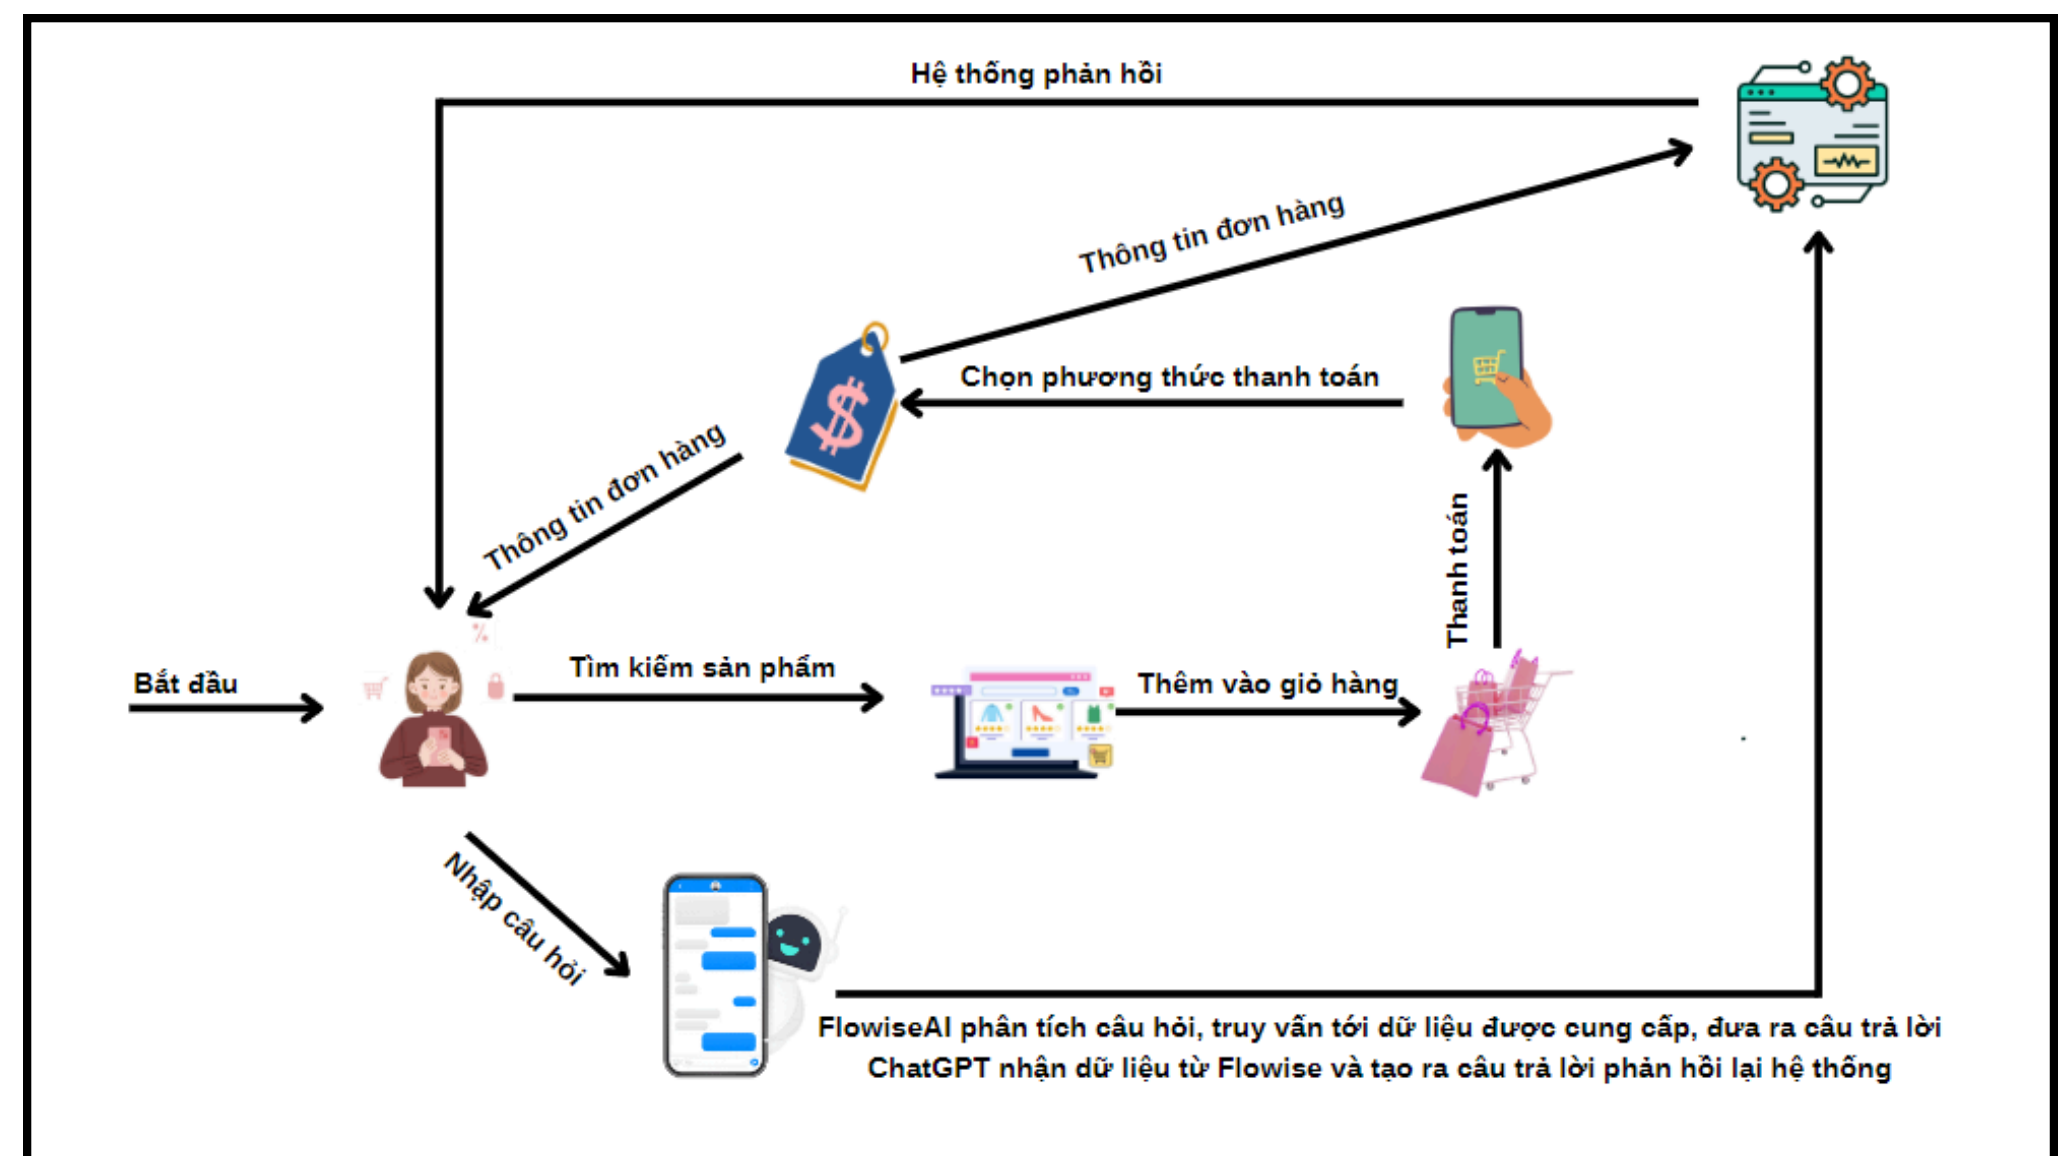 Hệ thống phản hồi
Thông tin đơn hàng
Chọn phương thức thanh toán
Thông tin đơn hàng
Thanh toán
Bắt đầu
Tìm kiếm sản phẩm
Thêm vào giỏ hàng
Nhập câu hỏi
FlowiseAI phân tích câu hỏi, truy vấn tới dữ liệu được cung cấp, đưa ra câu trả lời
ChatGPT nhận dữ liệu từ Flowise và tạo ra câu trả lời phản hồi lại hệ thống